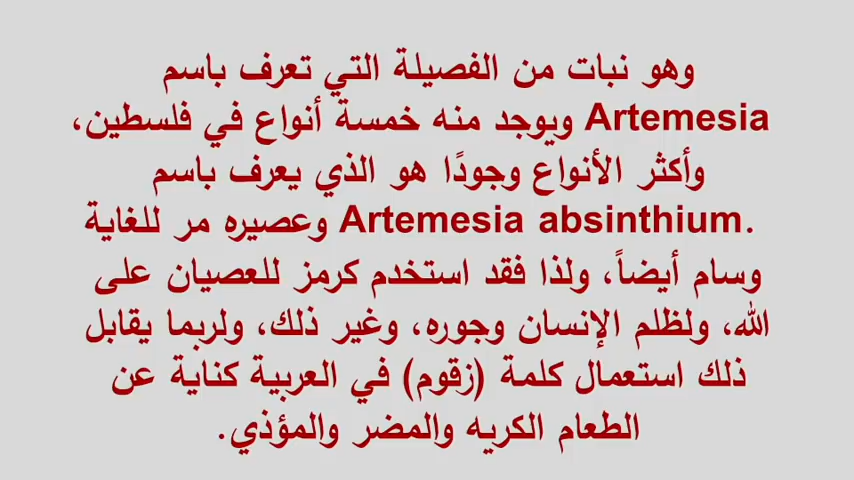 وهو نبات من الفصيلة التي تعرف باسم
Artemesia ويوجد منه خمسة أنواع في فلسطين،
وأكثر الأنواع وجودًا هو الذي يعرف باسم
Artemesia absinthium. وعصيره مر للغاية
وسام أيضاً، ولذا فقد استخدم كرمز للعصيان على
الله، ولظلم الإنسان وجوره، وغير ذلك، ولربما يقابل
ذلك استعمال كلمة (زقوم) في العربية كناية عن
الطعام الكريه والمضر والمؤذي.